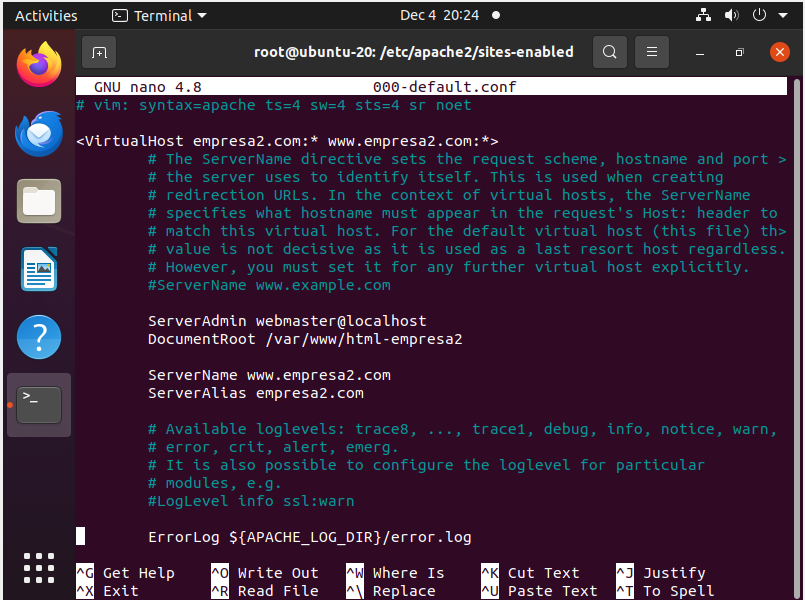 Activities Terminal Dec 4 20:24
root@ubuntu-20: /etc/apache2/sites-enabled
GNU nano 4.8 000-default.conf
# vim: syntax=apache ts=4 sw=4 sts=4 sr noet
<VirtualHost empresa2.com:* www.empresa2.com:*>
# The ServerName directive sets the request scheme, hostname and port >
# the server uses to identify itself. This is used when creating
# redirection URLs. In the context of virtual hosts, the ServerName
# specifies what hostname must appear in the request's Host: header to
# match this virtual host. For the default virtual host (this file) th>
# value is not decisive as it is used as a last resort host regardless.
# However, you must set it for any further virtual host explicitly.
#ServerName www.example.com
ServerAdmin webmaster@localhost
DocumentRoot /var/www/html-empresa2
ServerName www.empresa2.com
ServerAlias empresa2.com
# Available loglevels: trace8, ..., trace1, debug, info, notice, warn,
# error, crit, alert, emerg.
# It is also possible to configure the loglevel for particular
# modules, e.g.
#LogLevel info ssl:warn
ErrorLog ${APACHE_LOG_DIR}/error.log
^G Get Help ^O Write Out ^W Where Is ^K Cut Text ^J Justify
^X Exit ^R Read File ^\ Replace ^U Paste Text ^T To Spell